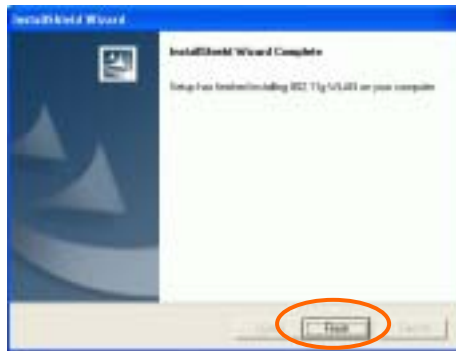 InstallShield Wizard
InstallShield Wizard Complete
Setup has finished installing 802.11g WLAN on your computer
Finish